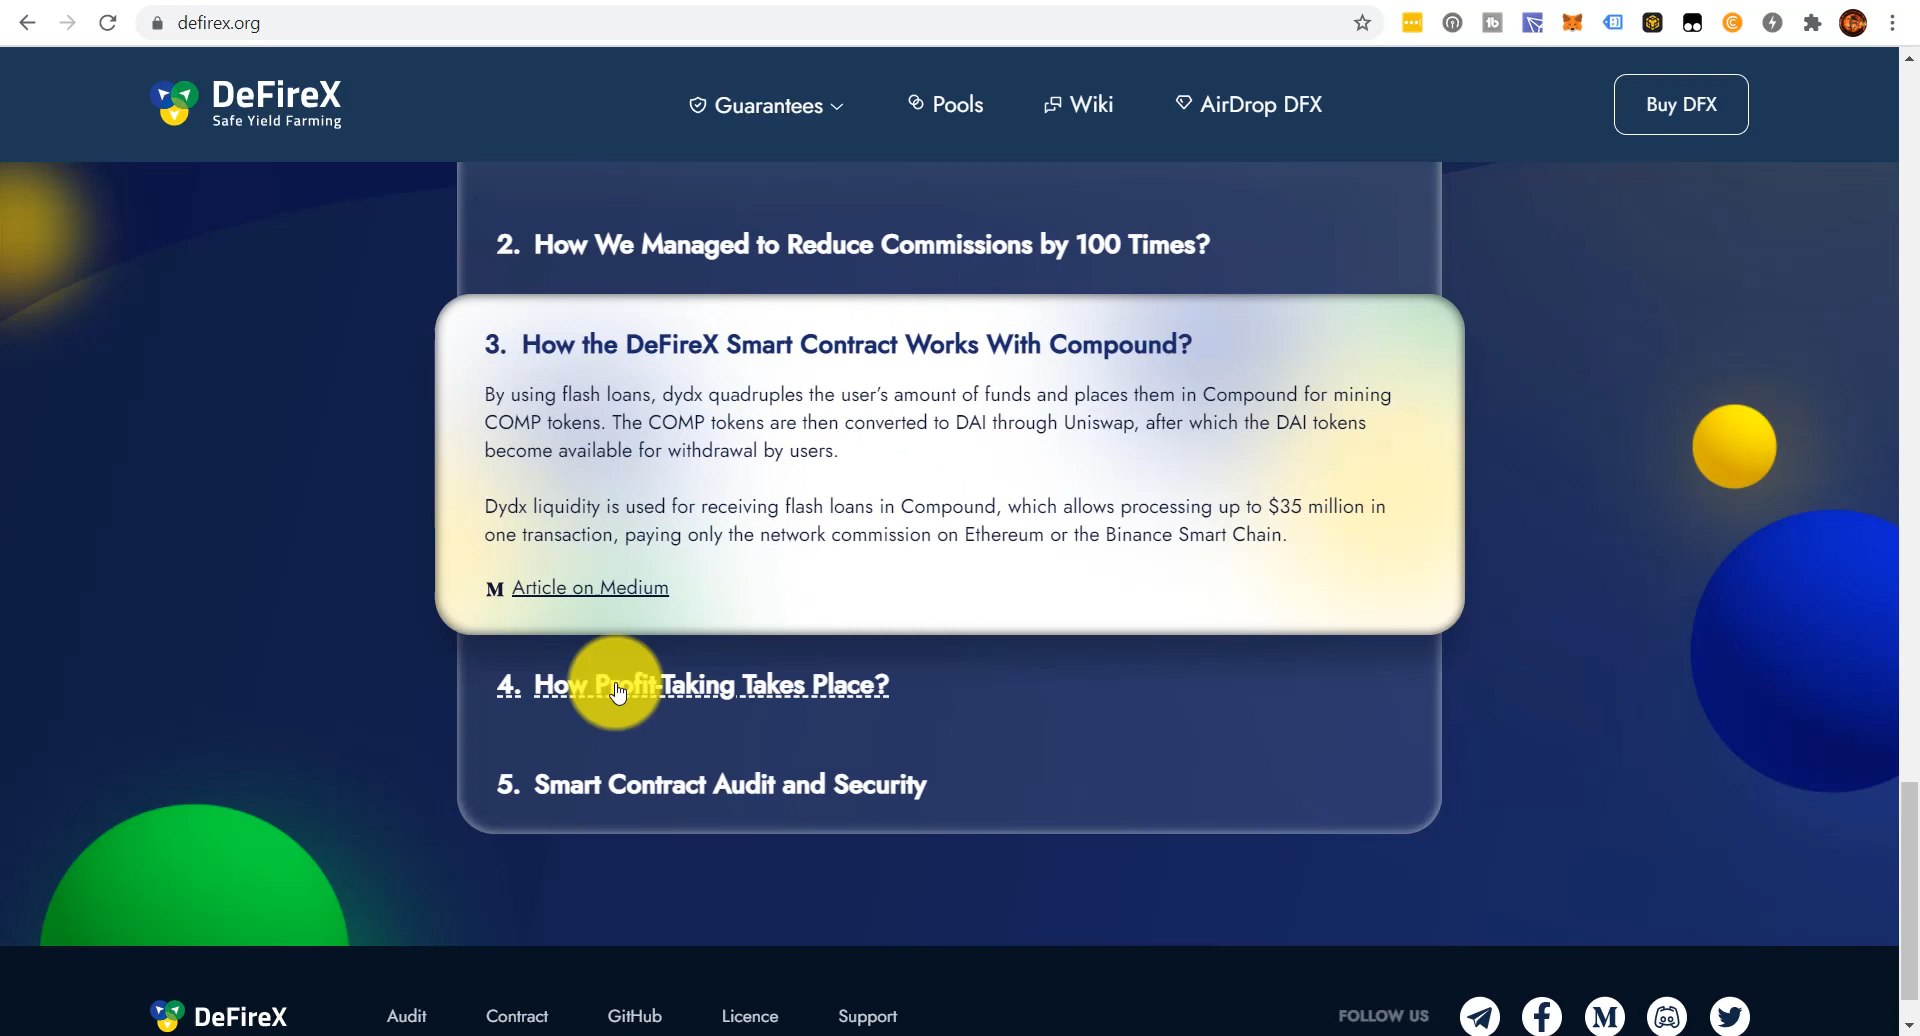 defirex.org
DeFireX
Safe Yield Farming
Guarantees
Pools
Wiki
AirDrop DFX
Buy DFX
2. How We Managed to Reduce Commissions by 100 Times?
3. How the DeFireX Smart Contract Works With Compound?
By using flash loans, dydx quadruples the user's amount of funds and places them in Compound for mining
COMP tokens. The COMP tokens are then converted to DAI through Uniswap, after which the DAI tokens
become available for withdrawal by users.
Dydx liquidity is used for receiving flash loans in Compound, which allows processing up to $35 million in
one transaction, paying only the network commission on Ethereum or the Binance Smart Chain.
M Article on Medium
4. How Profit-Taking Takes Place?
5. Smart Contract Audit and Security
DeFireX
Audit
Contract
GitHub
Licence
Support
FOLLOW US